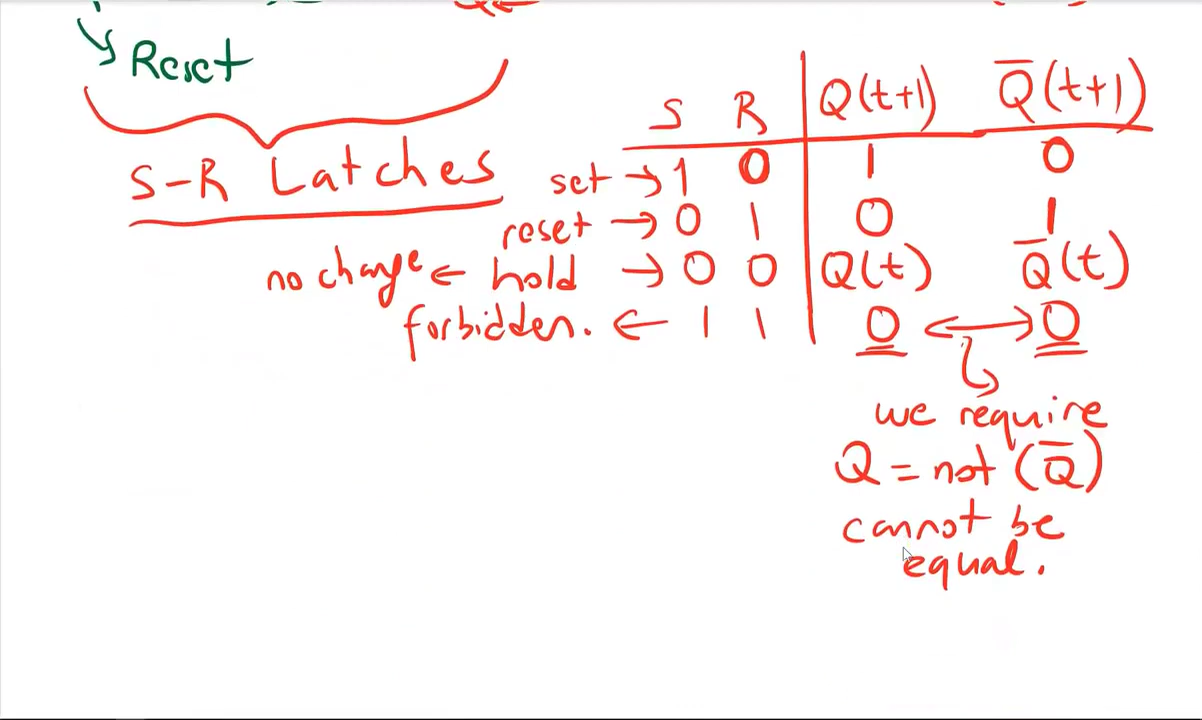 Reset
S-R Latches
S R Q(t+1) Q̅(t+1)
set → 1 0 1 0
reset → 0 1 0 1
no change ← hold → 0 0 Q(t) Q̅(t)
forbidden. ← 1 1 0 ↔ 0
we require
Q = not (Q̅)
cannot be
equal.